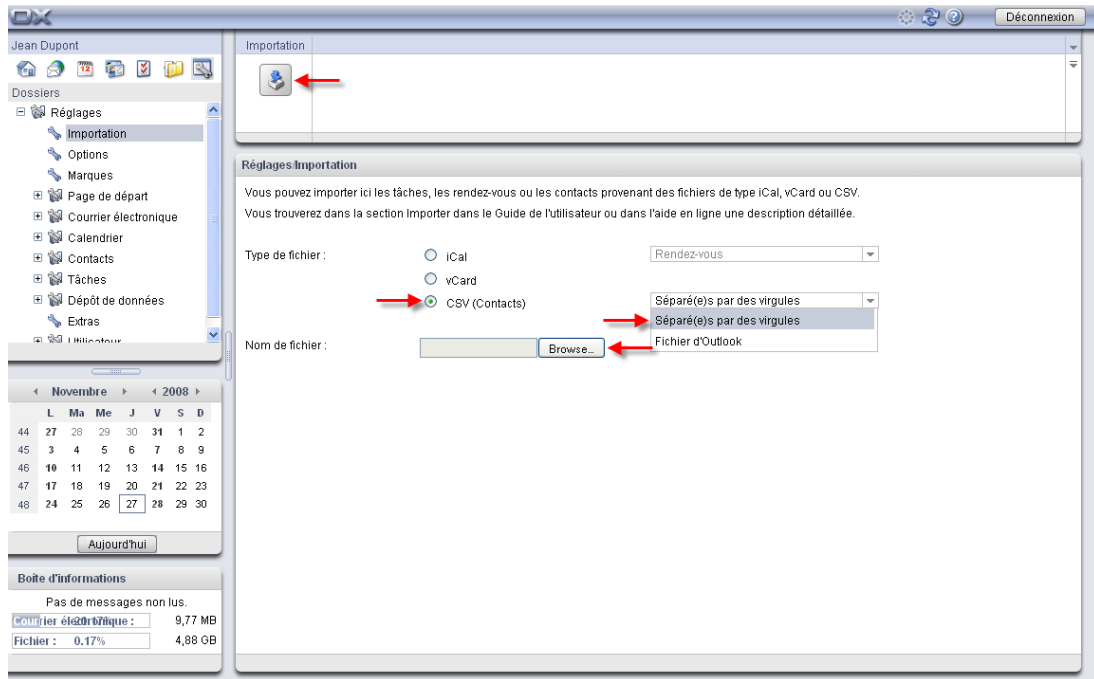 OX
Déconnexion
Jean Dupont
12
Dossiers
Réglages
Importation
Options
Marques
Page de départ
Courrier électronique
Calendrier
Contacts
Tâches
Dépôt de données
Extras
Utilisateur
Novembre 2008
L Ma Me J V S D
44 27 28 29 30 31 1 2
45 3 4 5 6 7 8 9
46 10 11 12 13 14 15 16
47 17 18 19 20 21 22 23
48 24 25 26 27 28 29 30
Aujourd'hui
Boite d'informations
Pas de messages non lus.
Courrier électronique : 20.17% 9,77 MB
Fichier : 0.17% 4,88 GB
Importation
Réglages/Importation
Vous pouvez importer ici les tâches, les rendez-vous ou les contacts provenant des fichiers de type iCal, vCard ou CSV.
Vous trouverez dans la section Importer dans le Guide de l'utilisateur ou dans l'aide en ligne une description détaillée.
Type de fichier : iCal Rendez-vous
vCard
CSV (Contacts) Séparé(e)s par des virgules
Séparé(e)s par des virgules
Fichier d'Outlook
Nom de fichier : Browse...